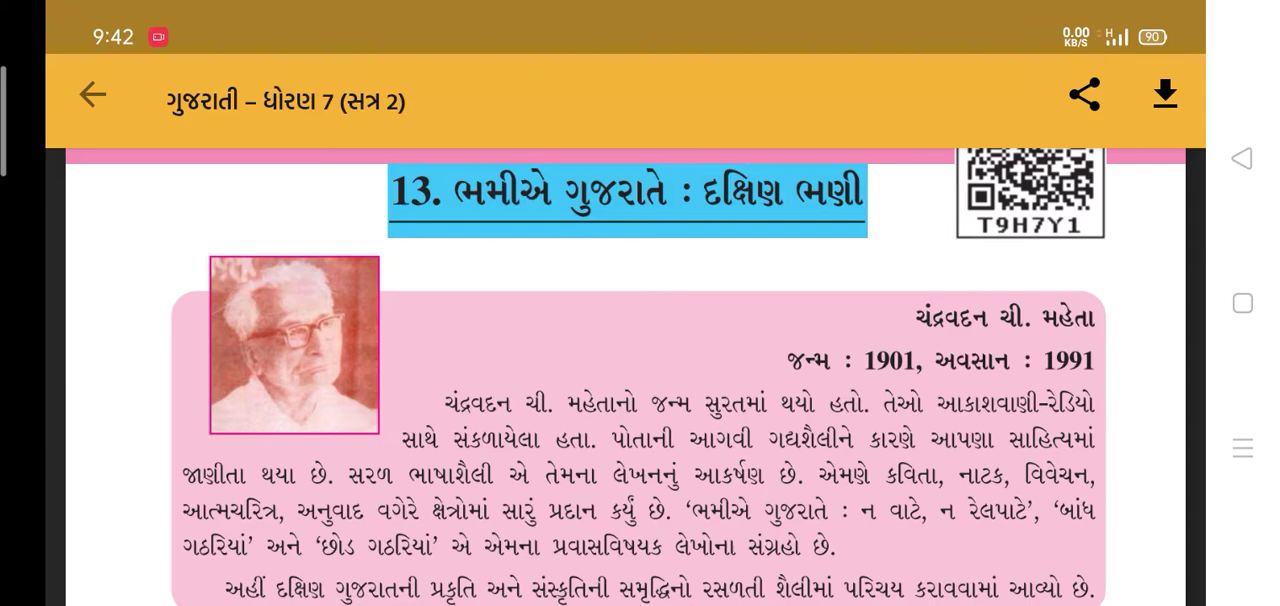 9:42
0.00
KB/S
H
90
ગુજરાતી – ધોરણ 7 (સત્ર 2)
13. ભમીએ ગુજરાતે : દક્ષિણ ભણી
T9H7Y1
ચંદ્રવદન ચી. મહેતા
જન્મ : 1901, અવસાન : 1991
ચંદ્રવદન ચી. મહેતાનો જન્મ સુરતમાં થયો હતો. તેઓ આકાશવાણી-રેડિયો
સાથે સંકળાયેલા હતા. પોતાની આગવી ગદ્યશૈલીને કારણે આપણા સાહિત્યમાં
જાણીતા થયા છે. સરળ ભાષાશૈલી એ તેમના લેખનનું આકર્ષણ છે. એમણે કવિતા, નાટક, વિવેચન,
આત્મચરિત્ર, અનુવાદ વગેરે ક્ષેત્રોમાં સારું પ્રદાન કર્યું છે. ‘ભમીએ ગુજરાતે : ન વાટે, ન રેલપાટે’, ‘બાંધ
ગઠરિયાં’ અને ‘છોડ ગઠરિયાં’ એ એમના પ્રવાસવિષયક લેખોના સંગ્રહો છે.
અહીં દક્ષિણ ગુજરાતની પ્રકૃતિ અને સંસ્કૃતિની સમૃદ્ધિનો રસળતી શૈલીમાં પરિચય કરાવવામાં આવ્યો છે.